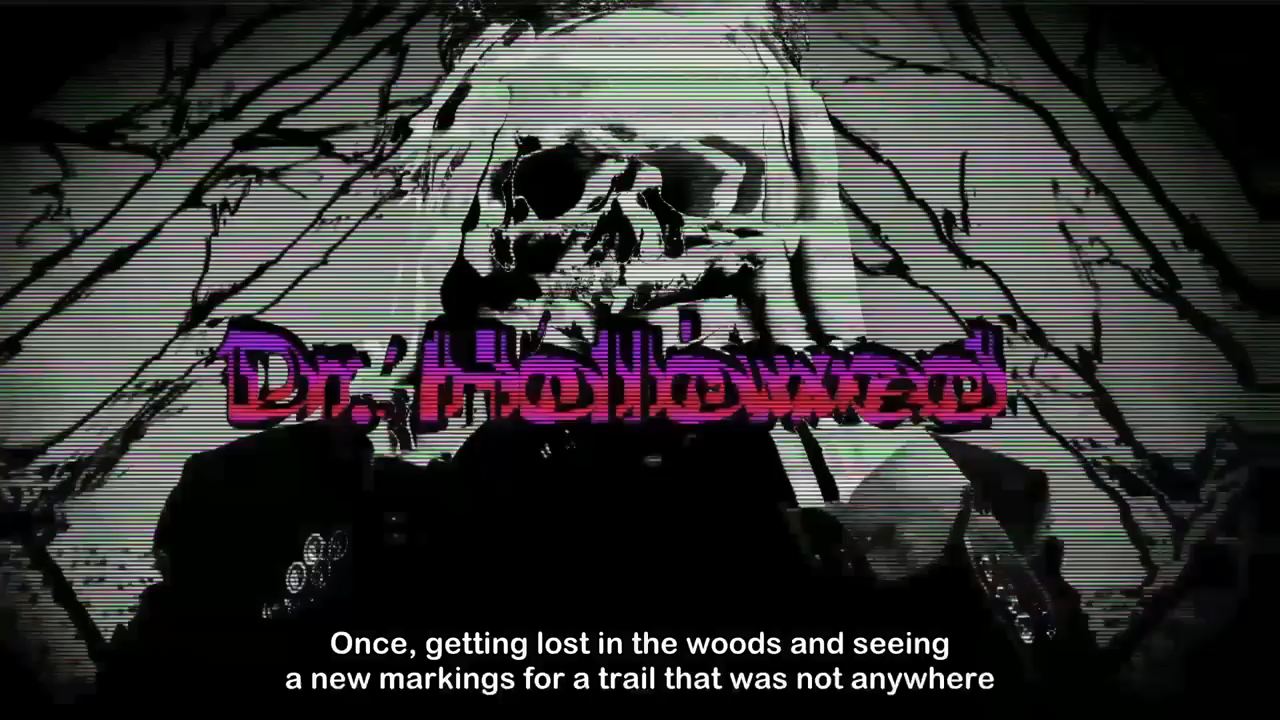 Dr. Hollowed
Once, getting lost in the woods and seeing
a new markings for a trail that was not anywhere